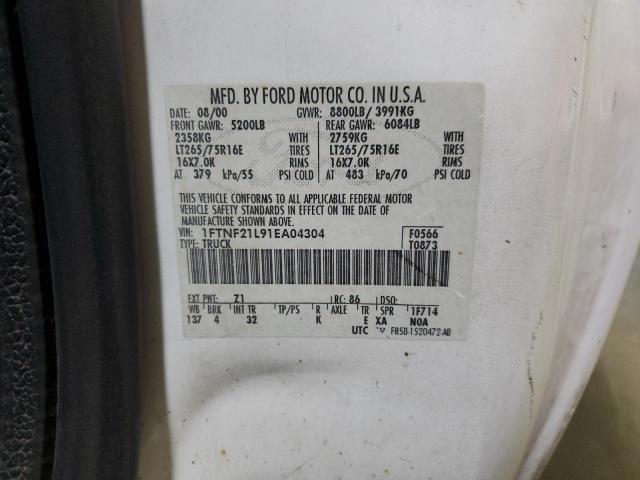 MFD. BY FORD MOTOR CO. IN U.S.A.
DATE: 08/00 GVWR: 8800LB/ 3991KG
FRONT GAWR: 5200LB REAR GAWR: 6084LB
2358KG WITH 2759KG WITH
LT265/75R16E TIRES LT265/75R16E TIRES
16X7.0K RIMS 16X7.0K RIMS
AT 379 kPa/55 PSI COLD AT 483 kPa/70 PSI COLD
THIS VEHICLE CONFORMS TO ALL APPLICABLE FEDERAL MOTOR
VEHICLE SAFETY STANDARDS IN EFFECT ON THE DATE OF
MANUFACTURE SHOWN ABOVE.
VIN: 1FTNF21L91EA04304 F0566
TYPE: TRUCK T0873
EXT PNT: Z1 RC: 86 DSO:
WB BRK INT TR TP/PS R AXLE TR SPR 1F714
137 4 32 K E XA N0A
UTC F85B-1520472-AB